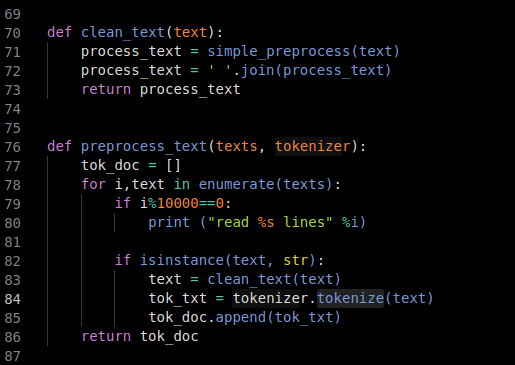 69
70 def clean_text(text):
71     process_text = simple_preprocess(text)
72     process_text = ' '.join(process_text)
73     return process_text
74
75
76 def preprocess_text(texts, tokenizer):
77     tok_doc = []
78     for i,text in enumerate(texts):
79         if i%10000==0:
80             print ("read %s lines" %i)
81
82         if isinstance(text, str):
83             text = clean_text(text)
84             tok_txt = tokenizer.tokenize(text)
85             tok_doc.append(tok_txt)
86     return tok_doc
87